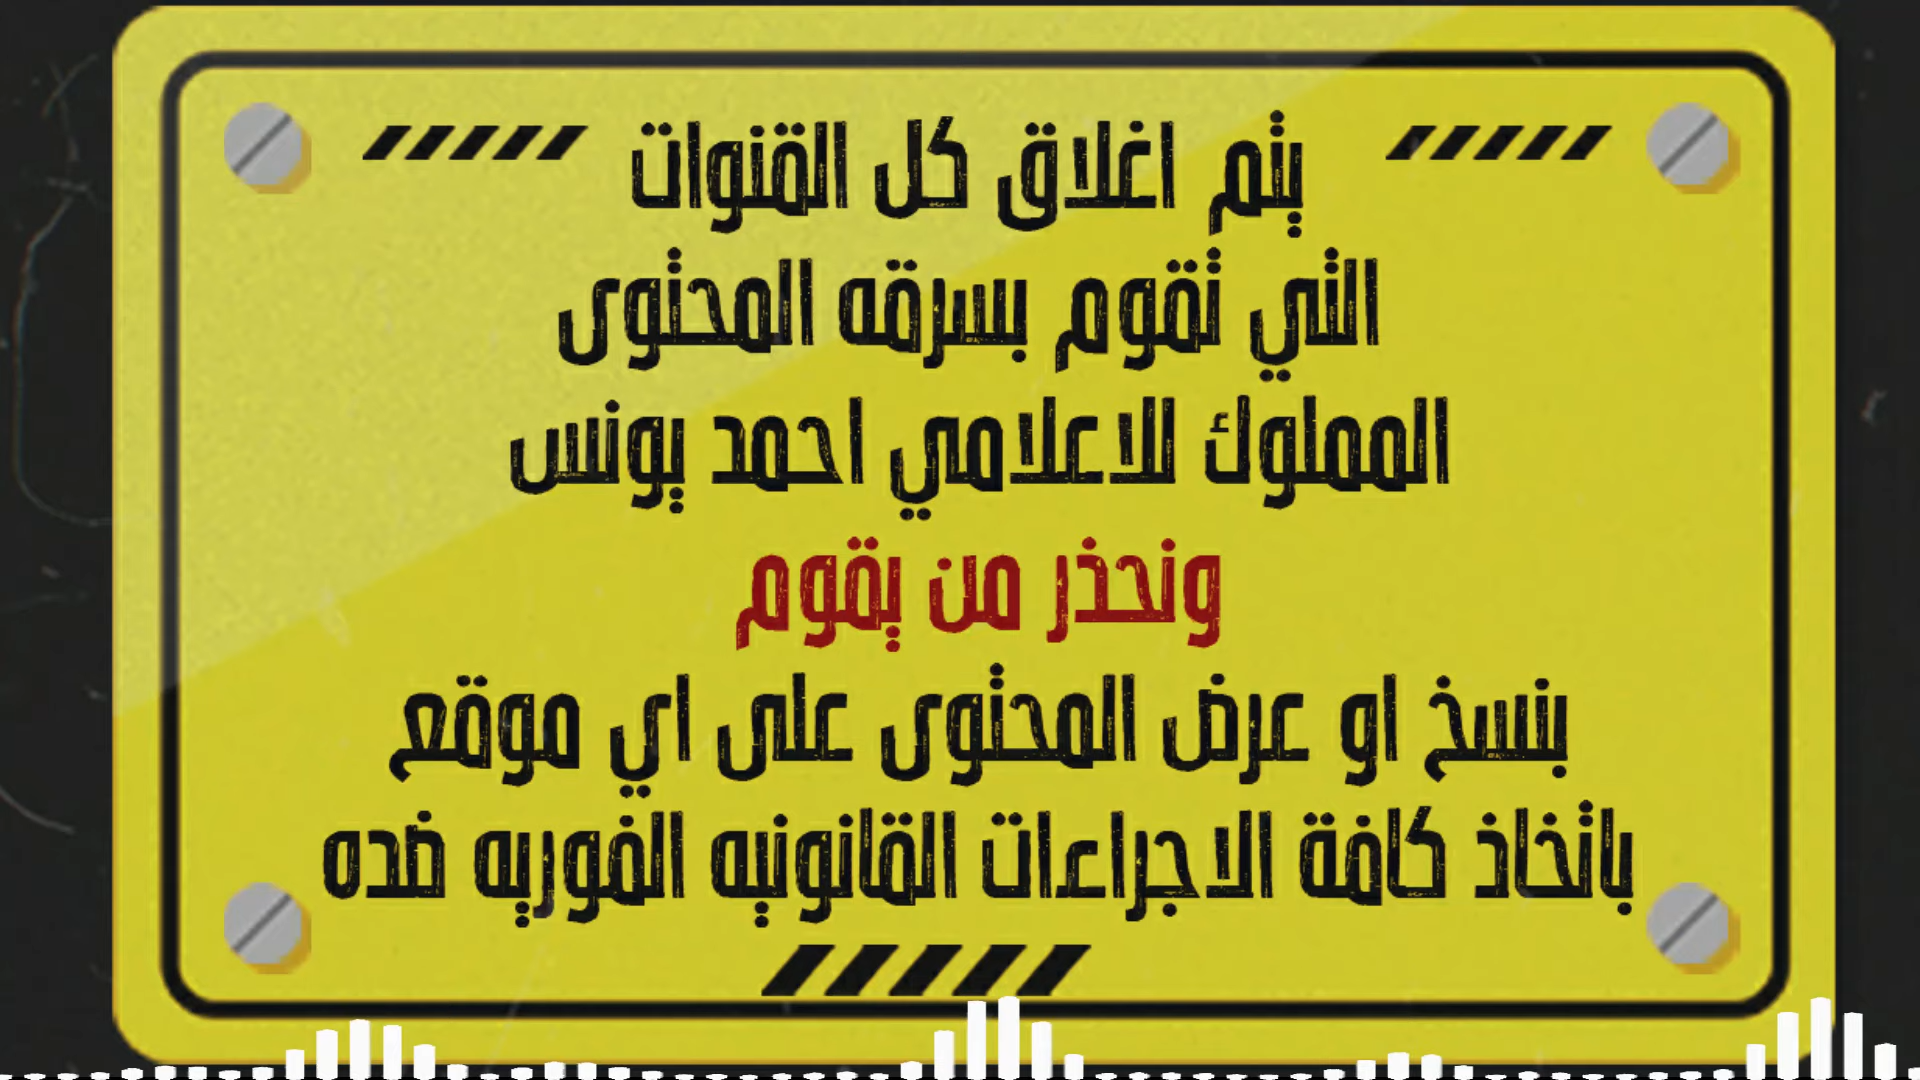 يتم اغلاق كل القنوات
التي تقوم بسرقه المحتوى
المملوك للاعلامي احمد يونس
ونحذر من يقوم
بنسخ او عرض المحتوى على اي موقع
باتخاذ كافة الاجراءات القانونيه الفوريه ضده